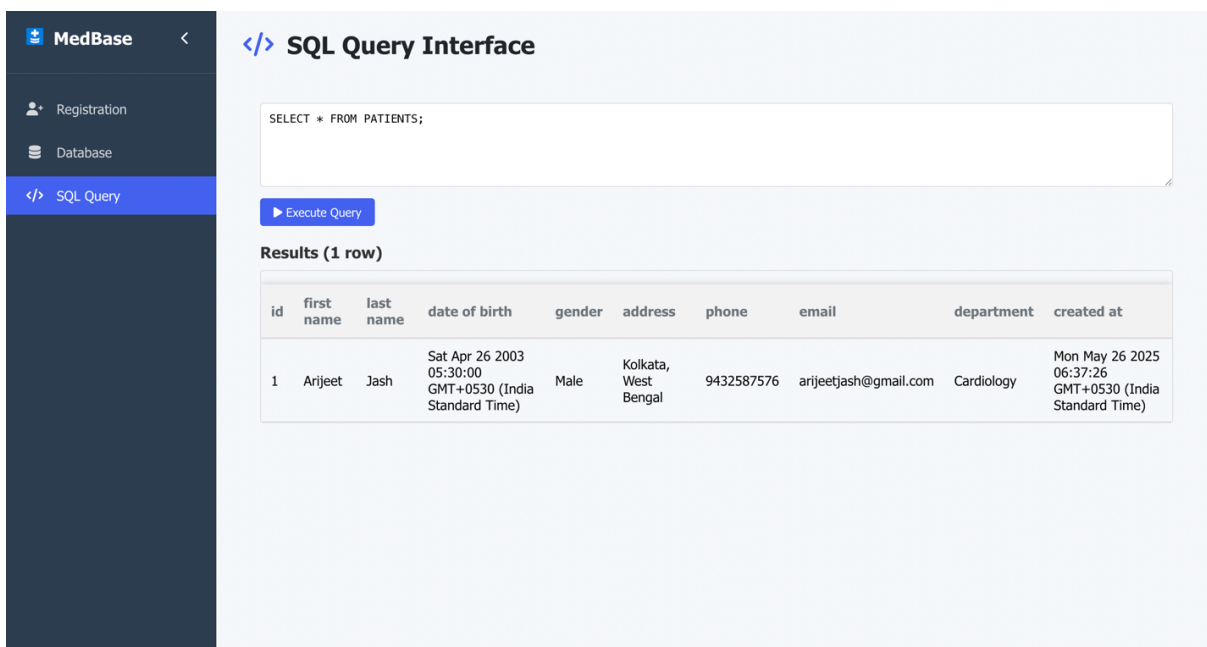 MedBase
SQL Query Interface
Registration
Database
SQL Query
SELECT * FROM PATIENTS;
Execute Query
Results (1 row)
id first name last name date of birth gender address phone email department created at
1 Arijeet Jash Sat Apr 26 2003 05:30:00 GMT+0530 (India Standard Time) Male Kolkata, West Bengal 9432587576 arijeetjash@gmail.com Cardiology Mon May 26 2025 06:37:26 GMT+0530 (India Standard Time)